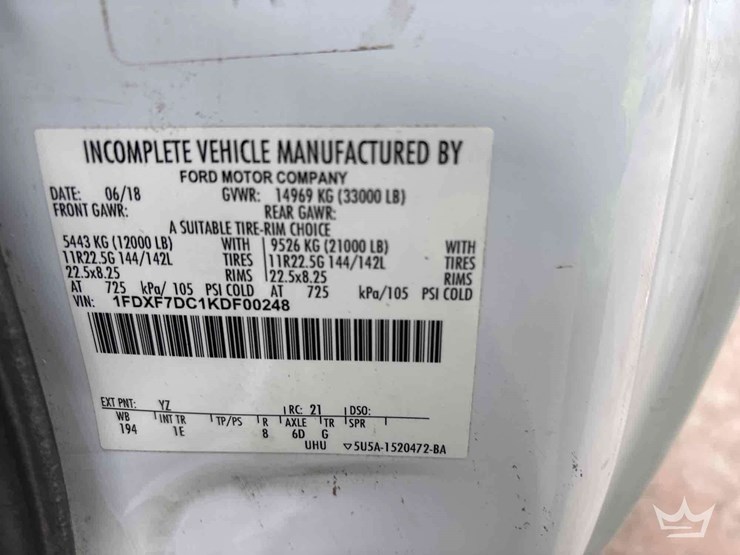 INCOMPLETE VEHICLE MANUFACTURED BY
FORD MOTOR COMPANY
DATE: 06/18 GVWR: 14969 KG (33000 LB)
FRONT GAWR: REAR GAWR:
A SUITABLE TIRE-RIM CHOICE
5443 KG (12000 LB) WITH 9526 KG (21000 LB) WITH
11R22.5G 144/142L TIRES 11R22.5G 144/142L TIRES
22.5x8.25 RIMS 22.5x8.25 RIMS
AT 725 kPa/ 105 PSI COLD AT 725 kPa/105 PSI COLD
VIN: 1FDXF7DC1KDF00248
EXT PNT: YZ RC: 21 DSO:
WB INT TR TP/PS R AXLE TR SPR
194 1E 8 6D G
UHU ▽5U5A-1520472-BA